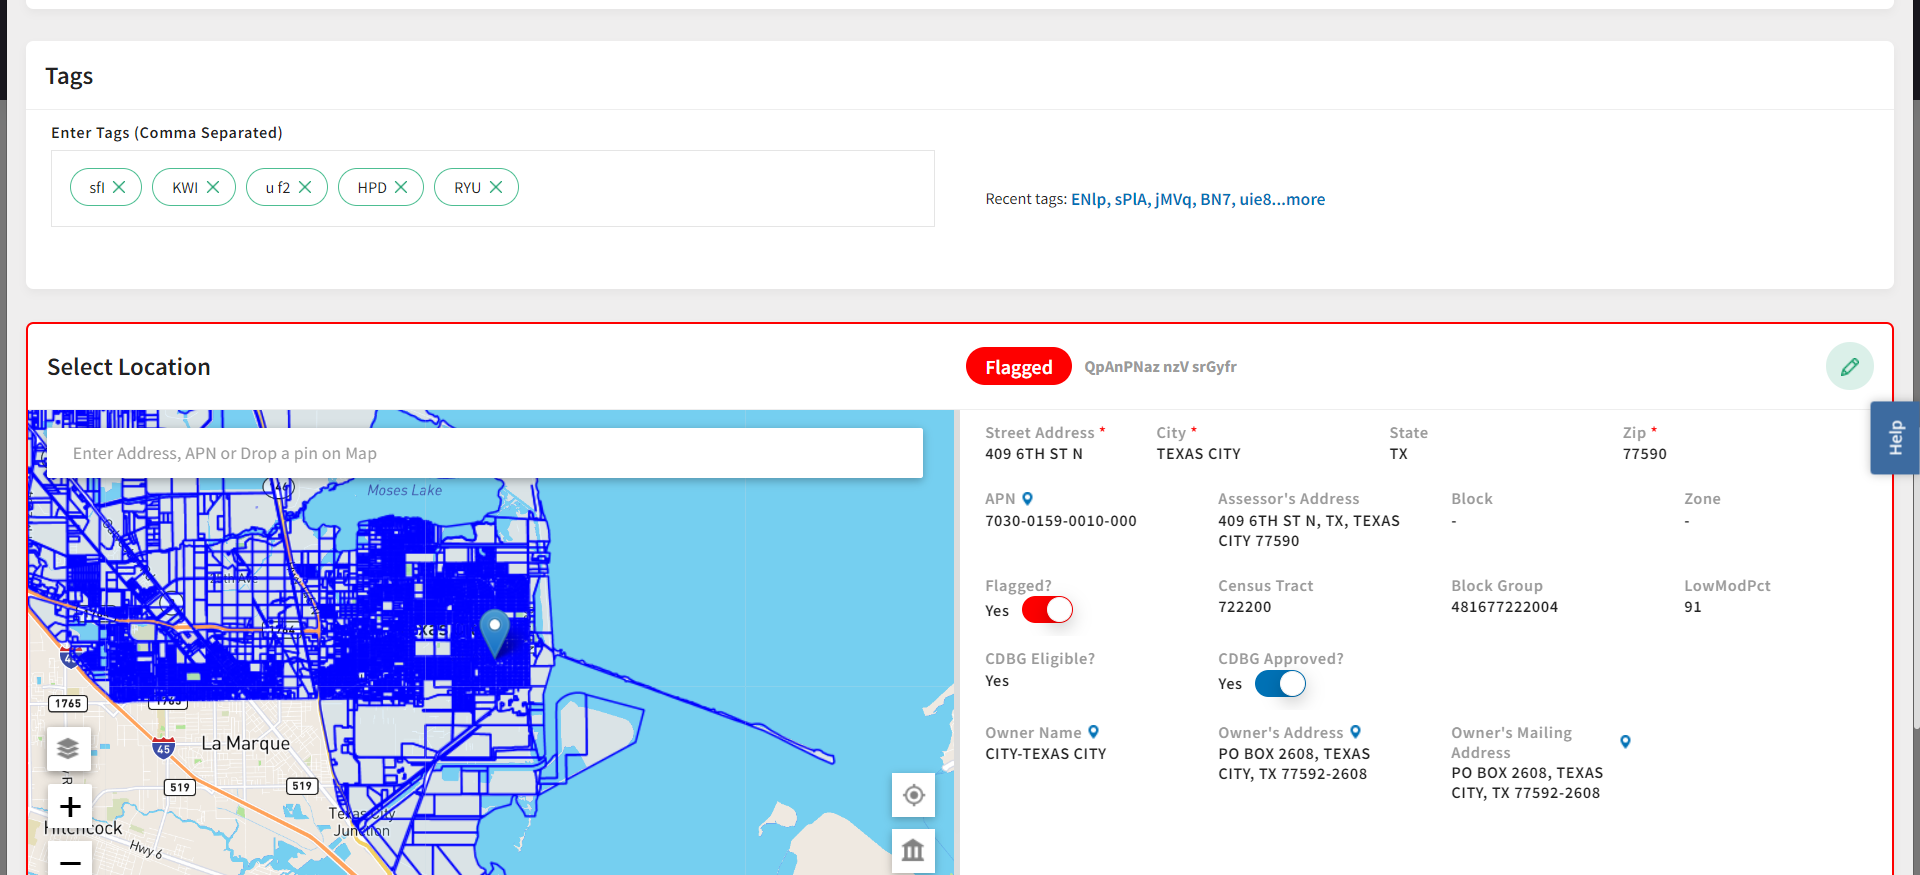 Tags
Enter Tags (Comma Separated)
sfI KWI u f2 HPD RYU
Recent tags: ENlp, sPlA, jMVq, BN7, uie8...more
Select Location
Flagged QpAnPNaz nzV srGyfr
Help
Enter Address, APN or Drop a pin on Map
Moses Lake
1765
La Marque
45
519
519
Texas City
Junction
Hitchcock
Hwy 6
Street Address * City * State Zip *
409 6TH ST N TEXAS CITY TX 77590
APN Assessor's Address Block Zone
7030-0159-0010-000 409 6TH ST N, TX, TEXAS - -
CITY 77590
Flagged? Census Tract Block Group LowModPct
Yes 722200 481677222004 91
CDBG Eligible? CDBG Approved?
Yes Yes
Owner Name Owner's Address Owner's Mailing
Address
CITY-TEXAS CITY PO BOX 2608, TEXAS PO BOX 2608, TEXAS
CITY, TX 77592-2608 CITY, TX 77592-2608